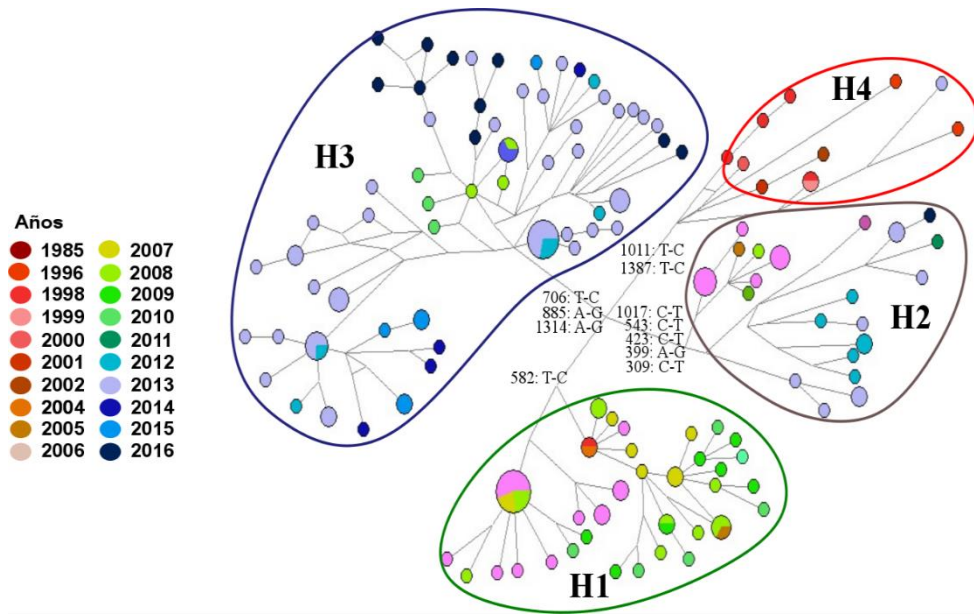 H3
H4
H2
H1
1011: T-C
1387: T-C
706: T-C
885: A-G
1314: A-G
1017: C-T
543: C-T
423: C-T
399: A-G
309: C-T
582: T-C
Años
1985 2007
1996 2008
1998 2009
1999 2010
2000 2011
2001 2012
2002 2013
2004 2014
2005 2015
2006 2016